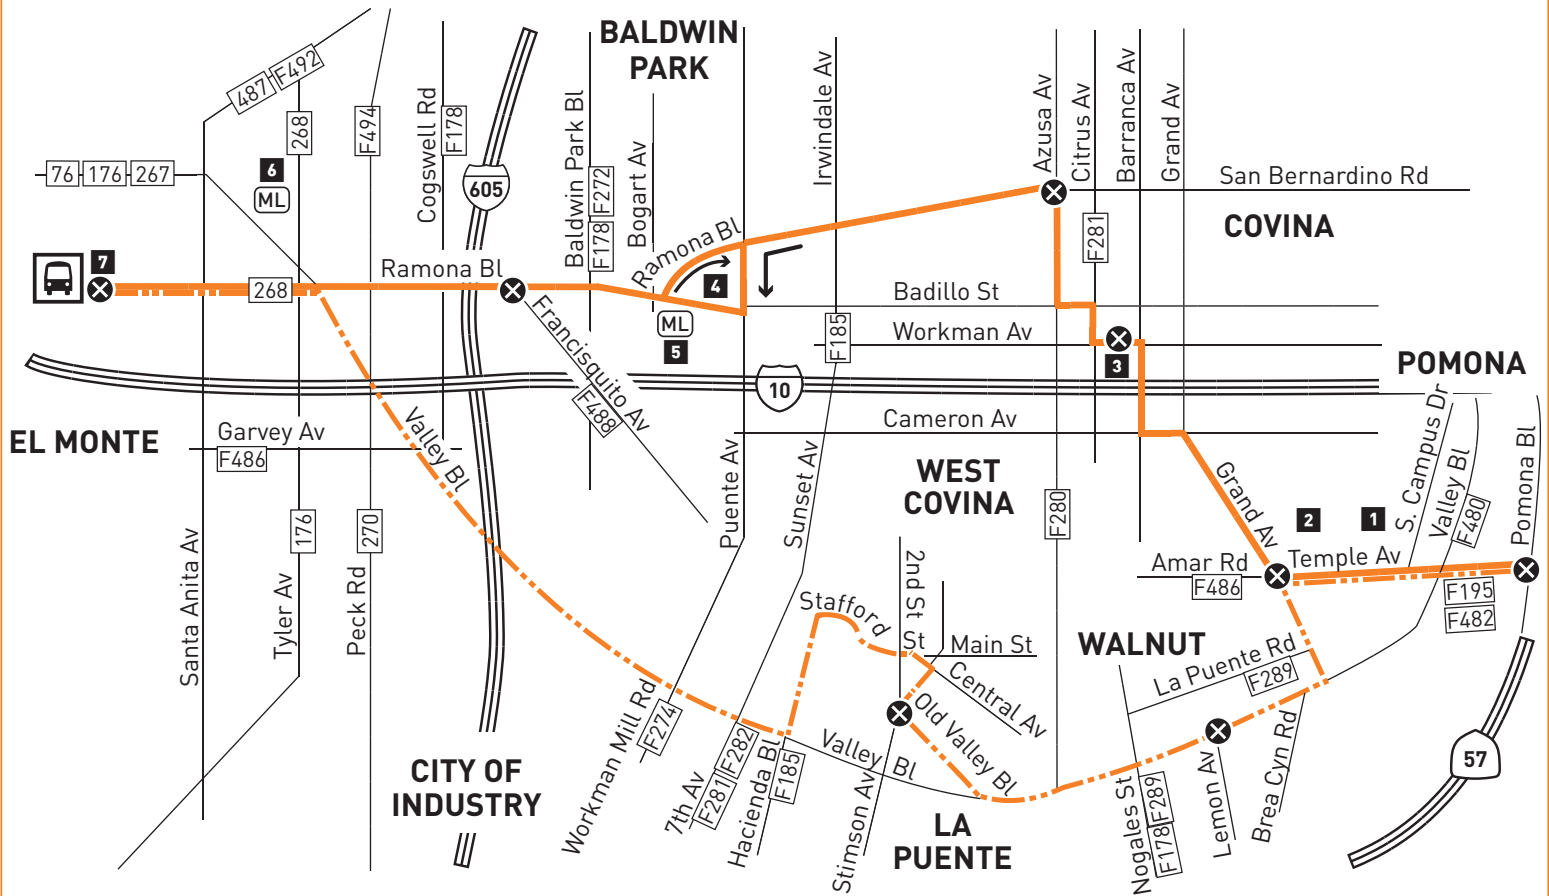 BALDWIN
PARK
487
F492
268
F494
Cogswell Rd
F178
605
Baldwin Park Bl
F178
F272
Bogart Av
Irwindale Av
Azusa Av
Citrus Av
Barranca Av
Grand Av
San Bernardino Rd
COVINA
F281
76
176
267
6
ML
7
268
Ramona Bl
Ramona Bl
4
ML
5
Badillo St
Workman Av
3
F185
10
POMONA
Francisquito Av
F488
EL MONTE
Garvey Av
F486
Valley Bl
Cameron Av
WEST
COVINA
Puente Av
Sunset Av
F280
Grand Av
2
1
S. Campus Dr
Valley Bl
F480
Pomona Bl
Santa Anita Av
176
Tyler Av
270
Peck Rd
Amar Rd
F486
Temple Av
F195
F482
Stafford
St
2nd St
Main St
Central Av
WALNUT
La Puente Rd
F289
Old Valley Bl
Valley Bl
Workman Mill Rd
F274
7th Av
F281
F282
Hacienda Bl
F185
Stimson Av
CITY OF
INDUSTRY
LA
PUENTE
Nogales St
F178
F289
Lemon Av
Brea Cyn Rd
57